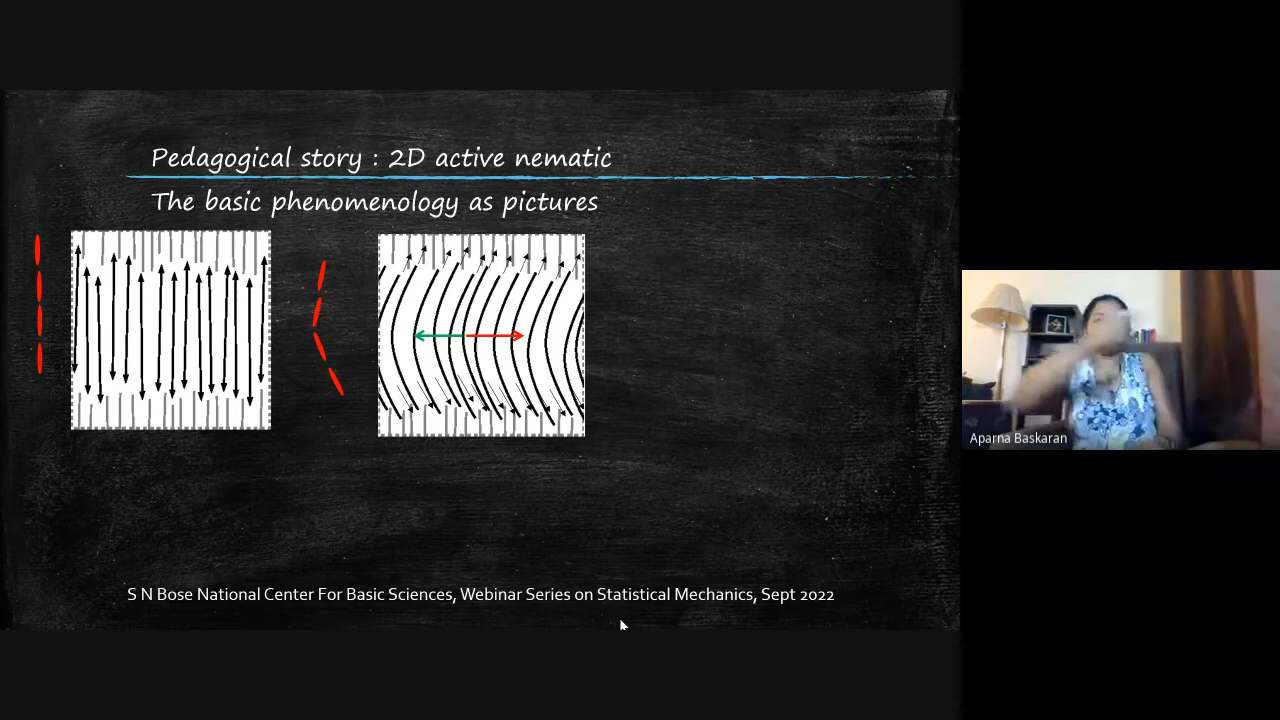 Pedagogical story : 2D active nematic
The basic phenomenology as pictures
Aparna Baskaran
S N Bose National Center For Basic Sciences, Webinar Series on Statistical Mechanics, Sept 2022